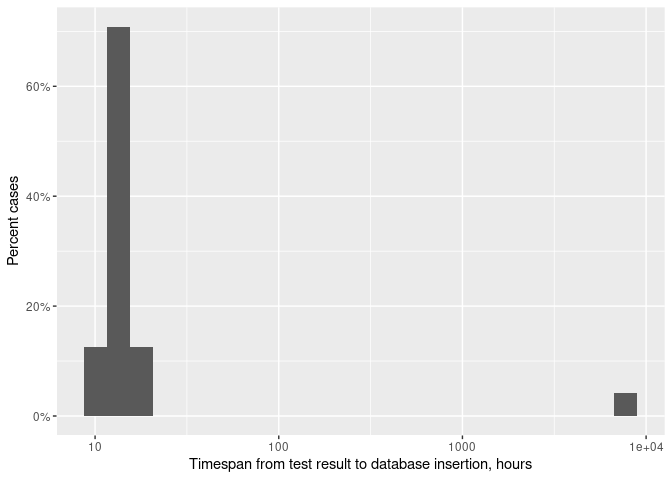 60%
40%
20%
0%
Percent cases
10 100 1000 1e+04
Timespan from test result to database insertion, hours